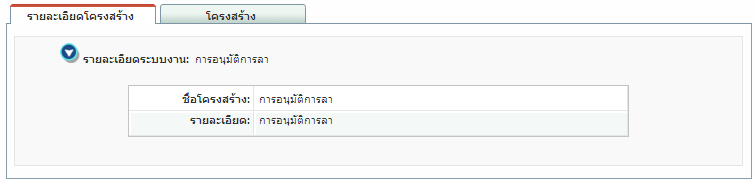 รายละเอียดโครงสร้าง โครงสร้าง
รายละเอียดระบบงาน: การอนุมัติการลา
ชื่อโครงสร้าง: การอนุมัติการลา
รายละเอียด: การอนุมัติการลา